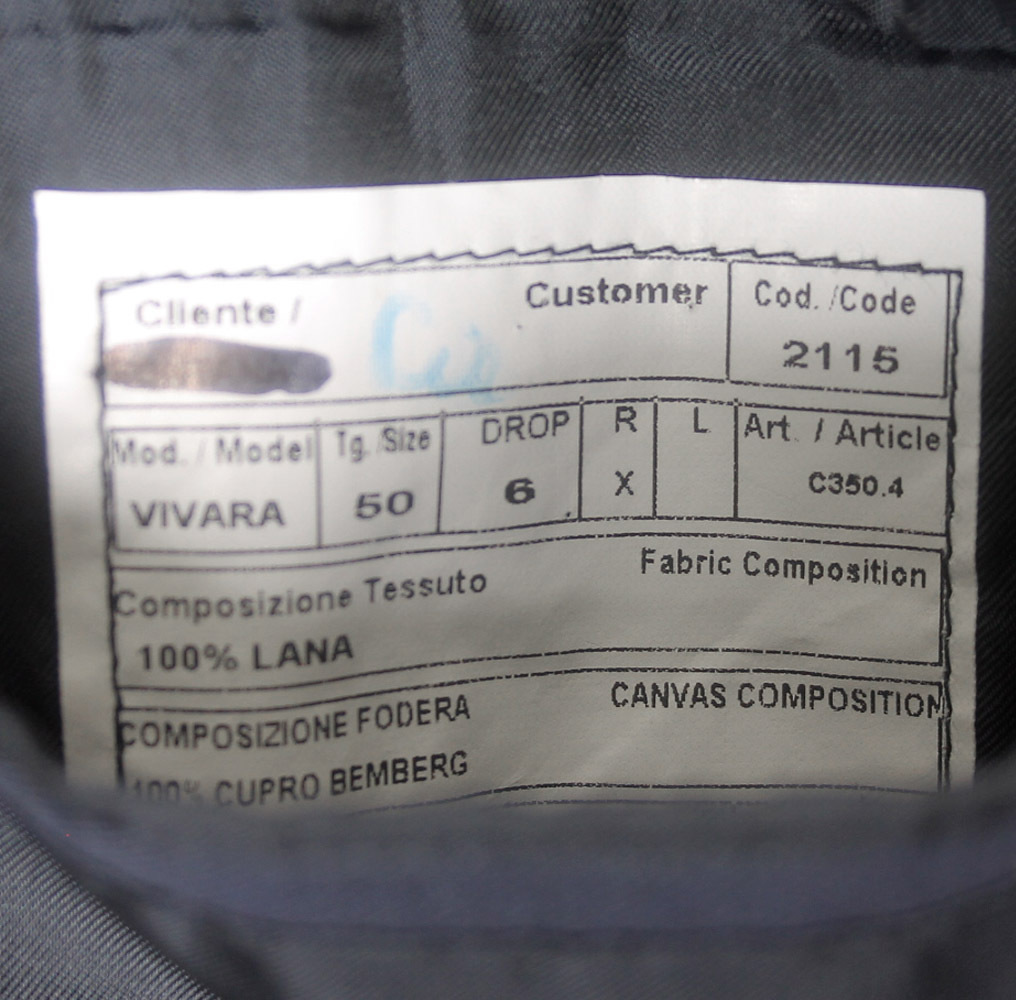 Cliente / Customer Cod. /Code
2115
Mod. / Model Tg. /Size DROP R L Art. / Article
VIVARA 50 6 X C350.4
Composizione Tessuto Fabric Composition
100% LANA
COMPOSIZIONE FODERA CANVAS COMPOSITION
100% CUPRO BEMBERG